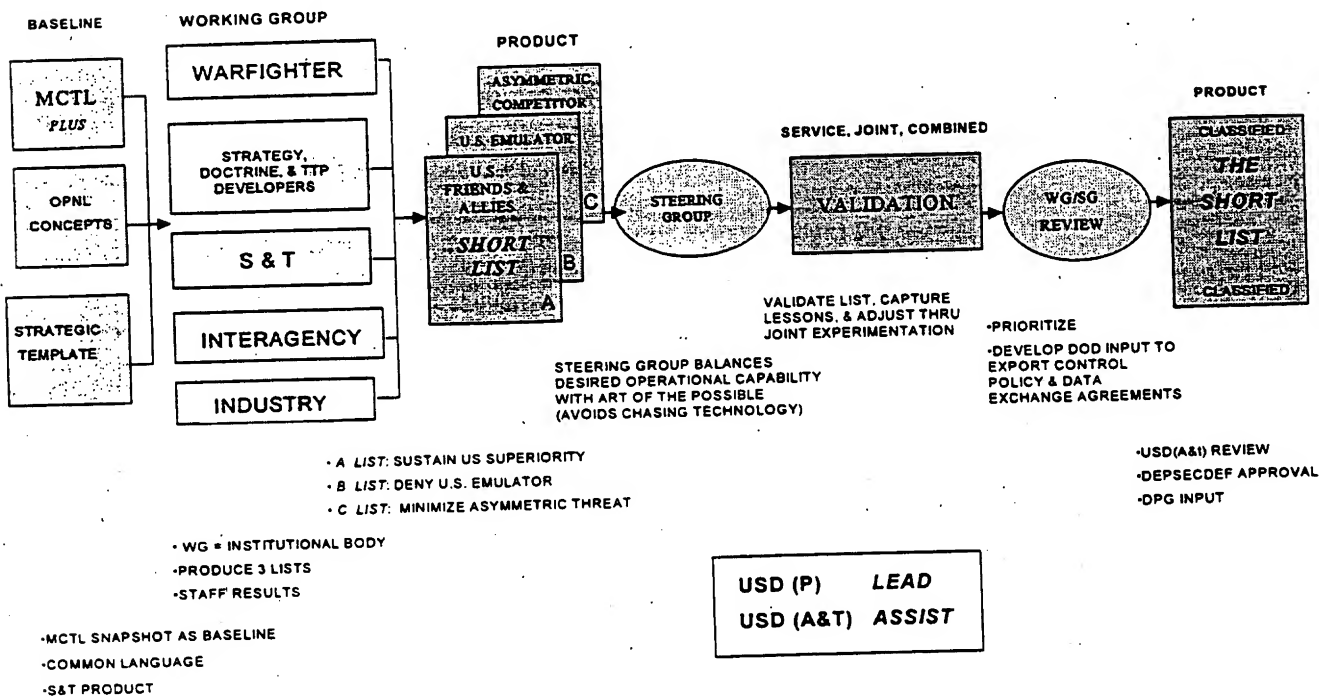 BASELINE
MCTL
PLUS
OPNL
CONCEPTS
STRATEGIC
TEMPLATE
WORKING GROUP
WARFIGHTER
STRATEGY,
DOCTRINE, & TTP
DEVELOPERS
S & T
INTERAGENCY
INDUSTRY
PRODUCT
ASYMMETRIC
COMPETITOR
C
U.S. EMULATOR
B
U.S.
FRIENDS &
ALLIES
SHORT
LIST
A
STEERING
GROUP
SERVICE, JOINT, COMBINED
VALIDATION
WG/SG
REVIEW
PRODUCT
CLASSIFIED
THE
SHORT
LIST
CLASSIFIED
VALIDATE LIST, CAPTURE
LESSONS, & ADJUST THRU
JOINT EXPERIMENTATION
STEERING GROUP BALANCES
DESIRED OPERATIONAL CAPABILITY
WITH ART OF THE POSSIBLE
(AVOIDS CHASING TECHNOLOGY)
•PRIORITIZE
•DEVELOP DOD INPUT TO
EXPORT CONTROL
POLICY & DATA
EXCHANGE AGREEMENTS
•USD(A&t) REVIEW
•DEPSECDEF APPROVAL
•DPG INPUT
• A LIST: SUSTAIN US SUPERIORITY
• B LIST: DENY U.S. EMULATOR
• C LIST: MINIMIZE ASYMMETRIC THREAT
• WG = INSTITUTIONAL BODY
•PRODUCE 3 LISTS
•STAFF RESULTS
USD (P) LEAD
USD (A&T) ASSIST
•MCTL SNAPSHOT AS BASELINE
•COMMON LANGUAGE
•S&T PRODUCT